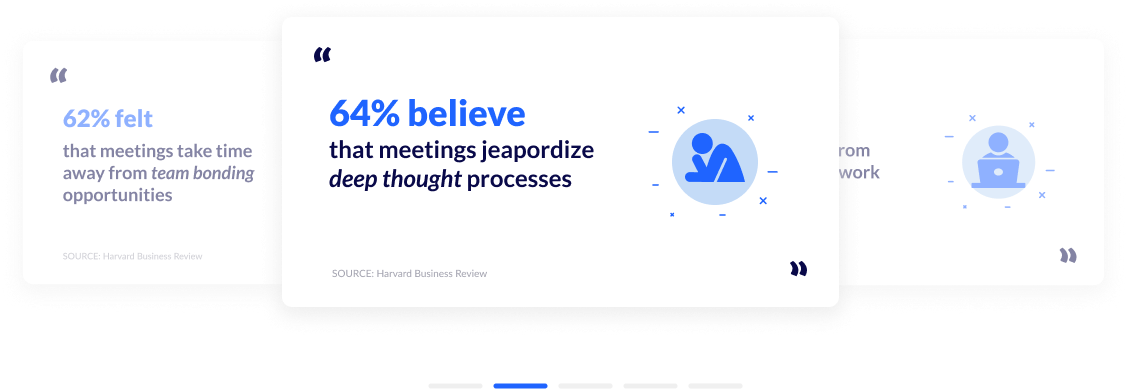 “
62% felt
that meetings take time
away from team bonding
opportunities
SOURCE: Harvard Business Review
“
64% believe
that meetings jeapordize
deep thought processes
SOURCE: Harvard Business Review
”
work
”